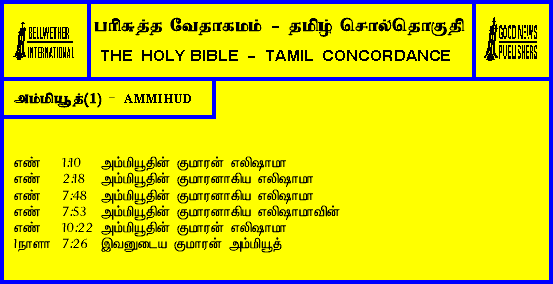 BELLWETHER
INTERNATIONAL
பரிசுத்த வேதாகமம் - தமிழ் சொல்தொகுதி
THE HOLY BIBLE - TAMIL CONCORDANCE
GOOD NEWS
PUBLISHERS
அம்மியூத்(1) - AMMIHUD
எண் 1:10 அம்மியூதின் குமாரன் எலிஷாமா
எண் 2:18 அம்மியூதின் குமாரனாகிய எலிஷாமா
எண் 7:48 அம்மியூதின் குமாரனாகிய எலிஷாமா
எண் 7:53 அம்மியூதின் குமாரனாகிய எலிஷாமாவின்
எண் 10:22 அம்மியூதின் குமாரன் எலிஷாமா
1நாளா 7:26 இவனுடைய குமாரன் அம்மியூத்